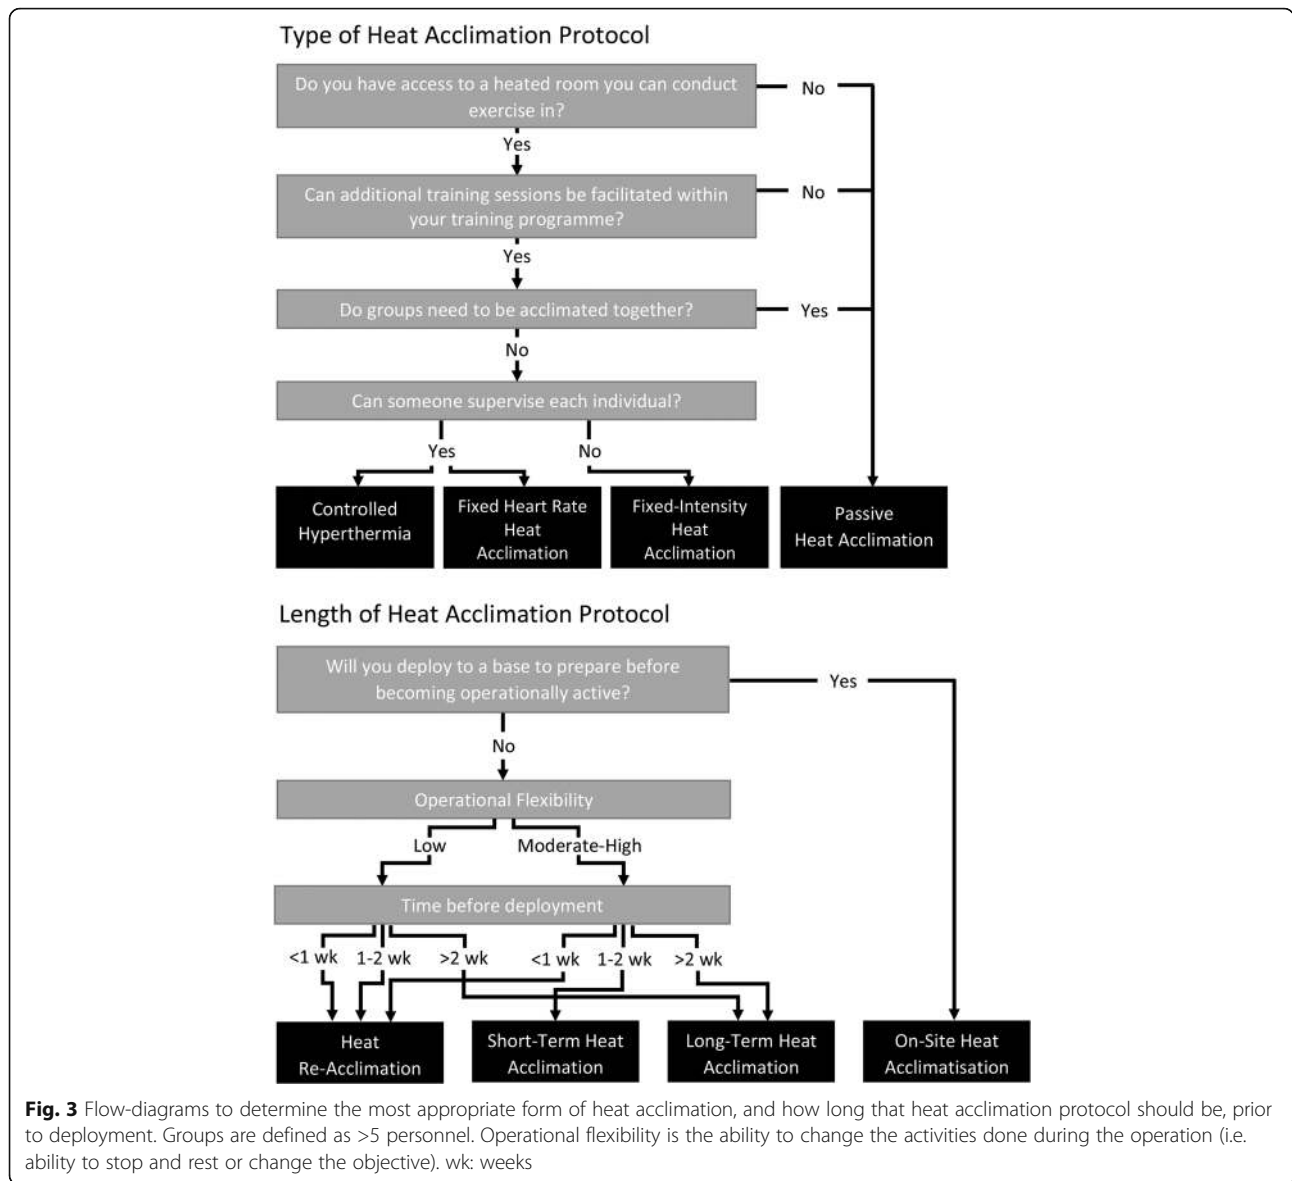 Type of Heat Acclimation Protocol
Do you have access to a heated room you can conduct
exercise in?
No
Yes
Can additional training sessions be facilitated within
your training programme?
No
Yes
Do groups need to be acclimated together?
Yes
No
Can someone supervise each individual?
Yes
No
Controlled
Hyperthermia
Fixed Heart Rate
Heat
Acclimation
Fixed-Intensity
Heat
Acclimation
Passive
Heat Acclimation
Length of Heat Acclimation Protocol
Will you deploy to a base to prepare before
becoming operationally active?
Yes
No
Operational Flexibility
Low
Moderate-High
Time before deployment
<1 wk
1-2 wk
>2 wk
<1 wk
1-2 wk
>2 wk
Heat
Re-Acclimation
Short-Term Heat
Acclimation
Long-Term Heat
Acclimation
On-Site Heat
Acclimatisation
Fig. 3 Flow-diagrams to determine the most appropriate form of heat acclimation, and how long that heat acclimation protocol should be, prior
to deployment. Groups are defined as >5 personnel. Operational flexibility is the ability to change the activities done during the operation (i.e.
ability to stop and rest or change the objective). wk: weeks